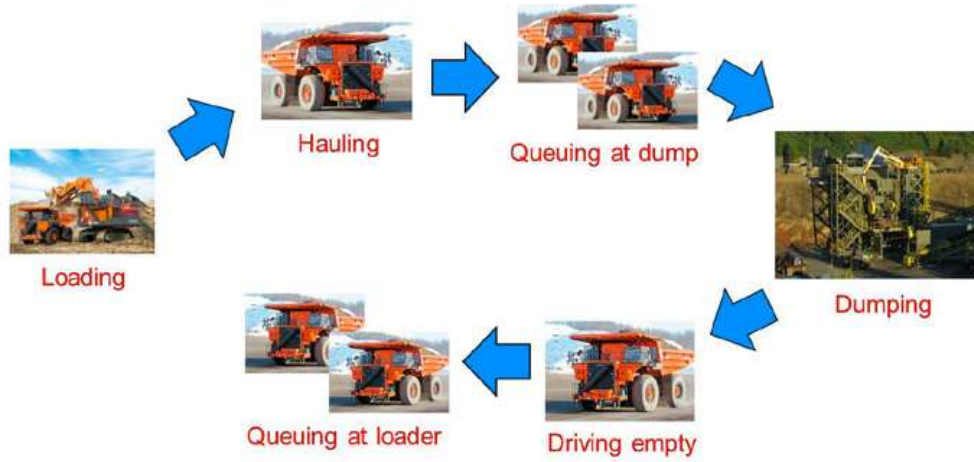 Hauling
Queuing at dump
Loading
Dumping
Queuing at loader
Driving empty